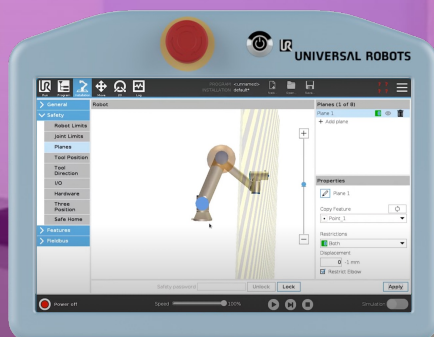 UNIVERSAL ROBOTS
Run
Program
Installation
Move
I/O
Log
PROGRAM <unnamed>
INSTALLATION default*
General
Safety
Robot Limits
Joint Limits
Planes
Tool Position
Tool
Direction
I/O
Hardware
Three
Position
Safe Home
Features
Fieldbus
Robot
Planes (1 of 8)
Plane 1
+ Add plane
Properties
Plane 1
Copy Feature
Point_1
Restrictions
Both
Displacement
0 -1 mm
Restrict Elbow
Safety password
Unlock
Lock
Apply
Power off
Speed
100%
Simulation